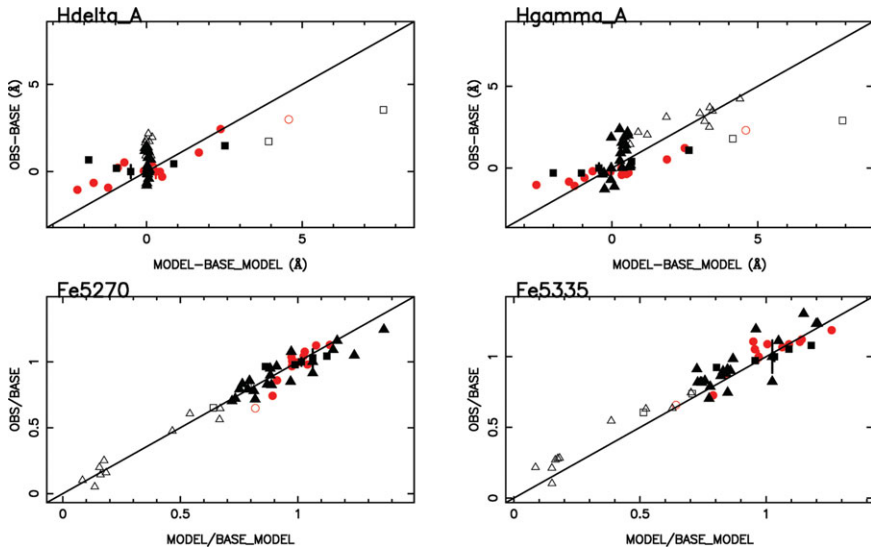 Hdelta_A
Hgamma_A
OBS-BASE (Å)
0
5
0
5
MODEL-BASE_MODEL (Å)
OBS-BASE (Å)
0
5
0
5
MODEL-BASE_MODEL (Å)
Fe5270
Fe5335
OBS/BASE
0
0.5
1
0
0.5
1
MODEL/BASE_MODEL
OBS/BASE
0
0.5
1
0
0.5
1
MODEL/BASE_MODEL